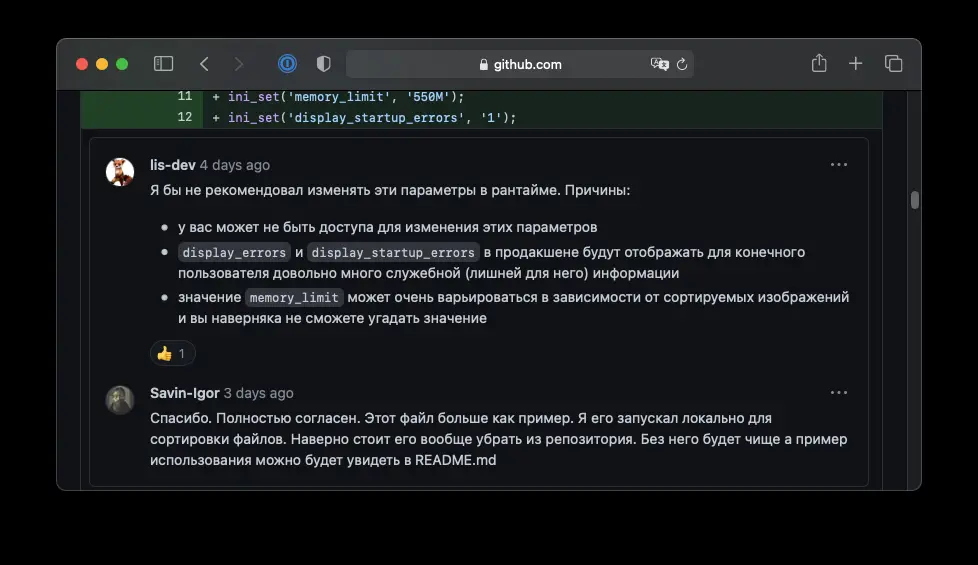 github.com
11 + ini_set('memory_limit', '550M');
12 + ini_set('display_startup_errors', '1');
lis-dev 4 days ago
Я бы не рекомендовал изменять эти параметры в рантайме. Причины:
у вас может не быть доступа для изменения этих параметров
display_errors и display_startup_errors в продакшене будут отображать для конечного
пользователя довольно много служебной (лишней для него) информации
значение memory_limit может очень варьироваться в зависимости от сортируемых изображений
и вы наверняка не сможете угадать значение
👍 1
Savin-Igor 3 days ago
Спасибо. Полностью согласен. Этот файл больше как пример. Я его запускал локально для
сортировки файлов. Наверно стоит его вообще убрать из репозитория. Без него будет чище а пример
использования можно будет увидеть в README.md